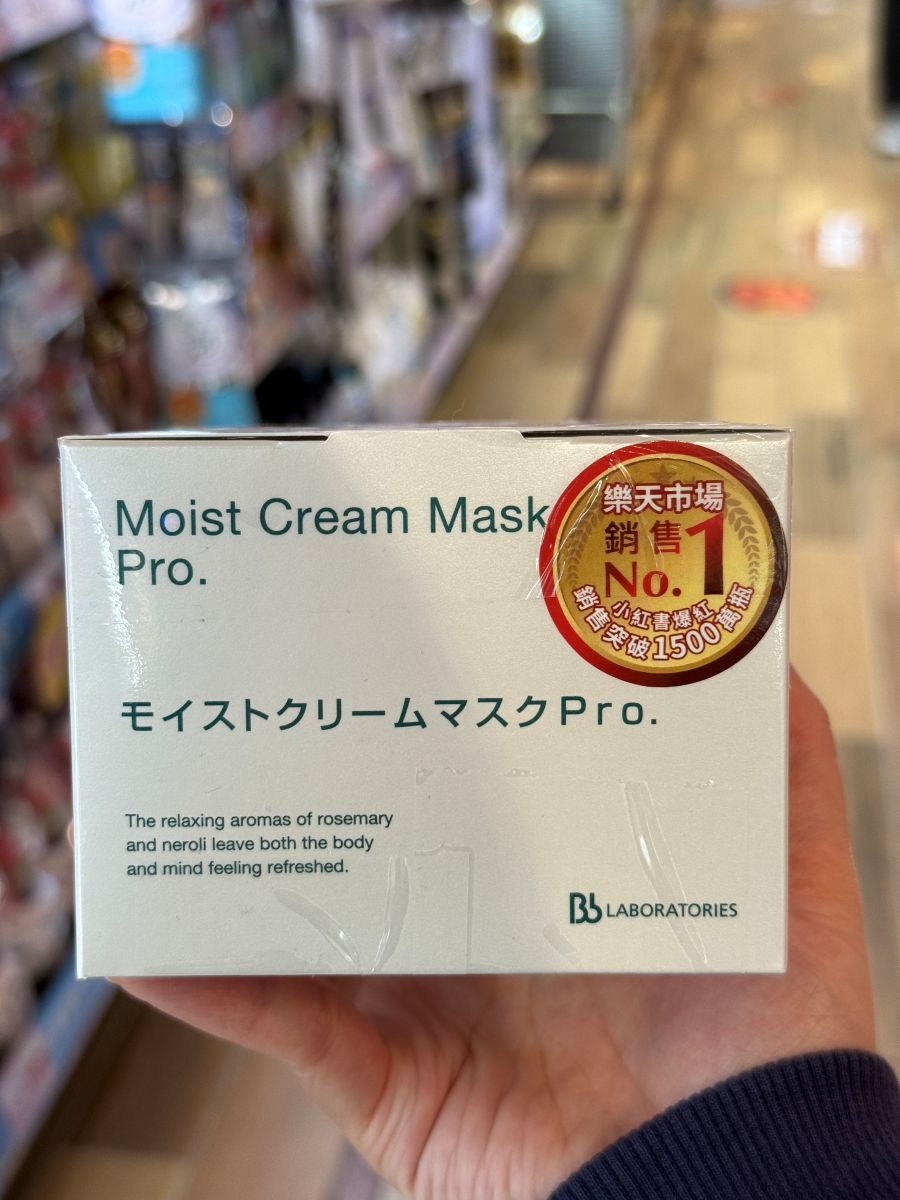 Moist Cream Mask
Pro.
樂天市場
銷售
No.1
小紅書爆紅
銷售突破1500萬瓶
モイストクリームマスクPro.
The relaxing aromas of rosemary
and neroli leave both the body
and mind feeling refreshed.
Bb LABORATORIES